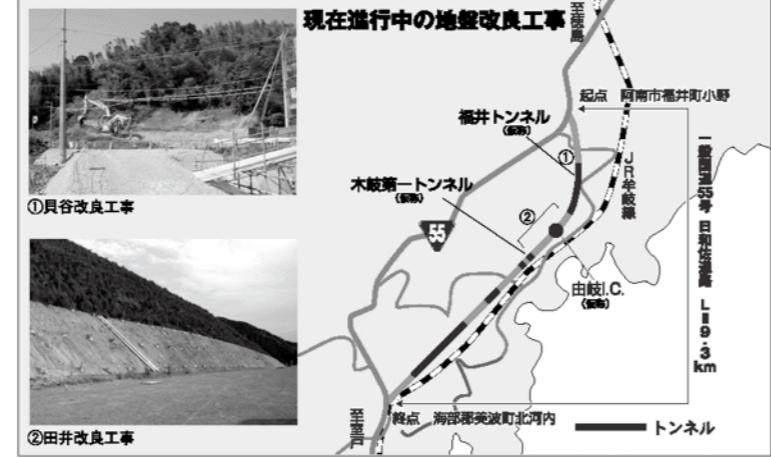 現在進行中の地盤改良工事
①貝谷改良工事
②田井改良工事
至徳島
起点 阿南市福井町小野
福井トンネル
(仮称)
①
木岐第一トンネル
(仮称)
②
55
JR牟岐線
由岐I.C.
(仮称)
一般国道55号 日和佐道路 L=9.3km
至室戸
終点 海部郡美波町北河内
トンネル